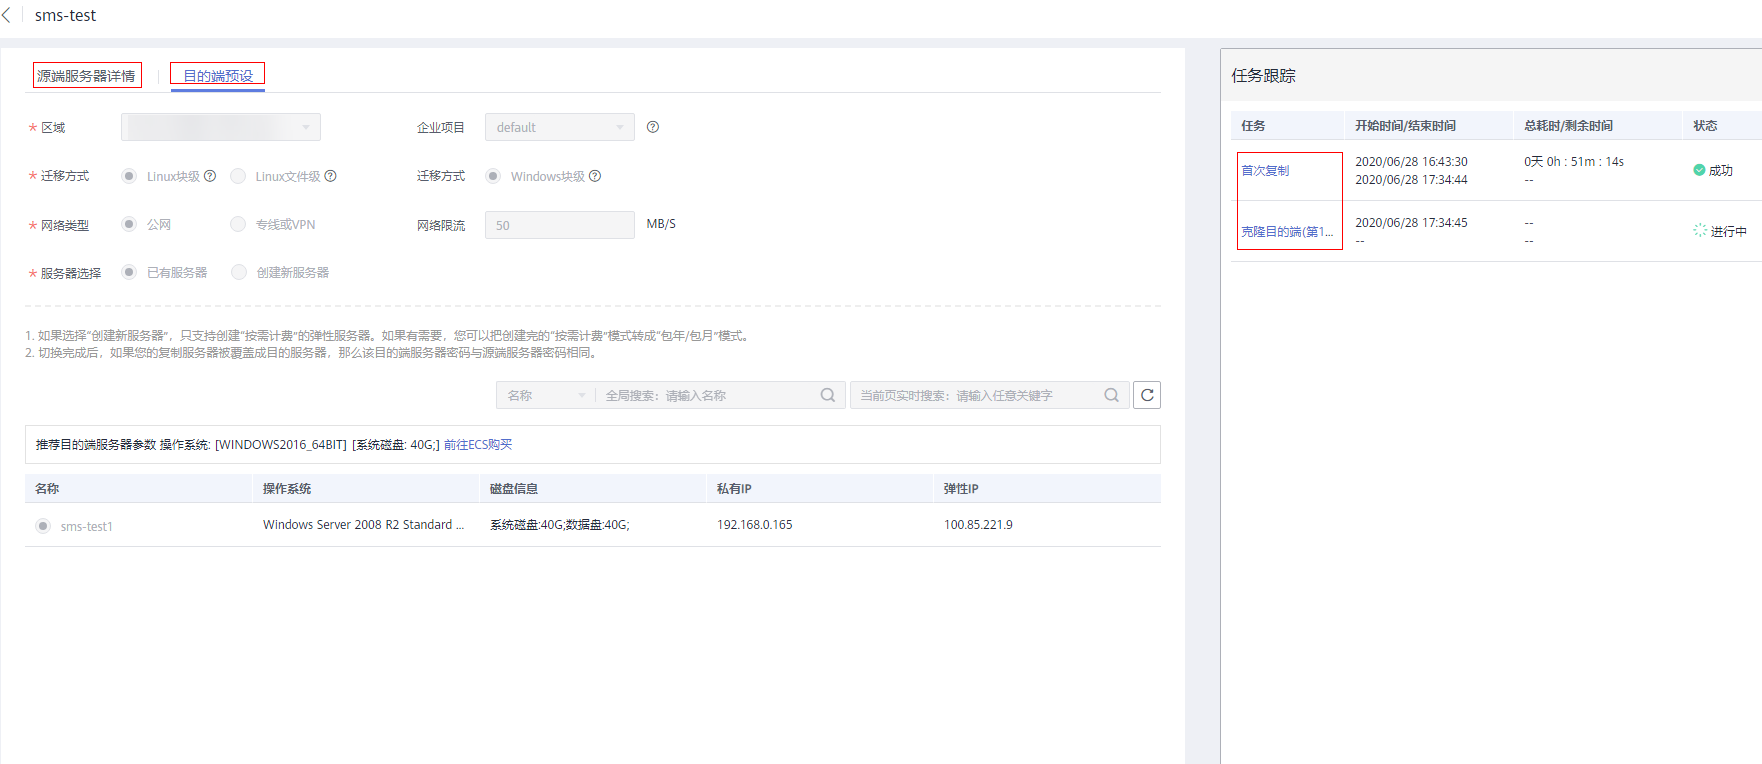 sms-test
源端服务器详情
目的端预设
* 区域
企业项目 default
* 迁移方式 Linux块级 Linux文件级
迁移方式 Windows块级
* 网络类型 公网 专线或VPN
网络限流 50 MB/S
* 服务器选择 已有服务器 创建新服务器
1. 如果选择“创建新服务器”，只支持创建“按需计费”的弹性服务器。如果有需要，您可以把创建完的“按需计费”模式转成“包年/包月”模式。
2. 切换完成后，如果您的复制服务器被覆盖成目的服务器，那么该目的端服务器密码与源端服务器密码相同。
名称 全局搜索：请输入名称 当前页实时搜索：请输入任意关键字
推荐目的端服务器参数 操作系统: [WINDOWS2016_64BIT] [系统磁盘: 40G;] 前往ECS购买
名称 操作系统 磁盘信息 私有IP 弹性IP
sms-test1 Windows Server 2008 R2 Standard ... 系统磁盘:40G;数据盘:40G; 192.168.0.165 100.85.221.9
任务跟踪
任务 开始时间/结束时间 总耗时/剩余时间 状态
首次复制 2020/06/28 16:43:30 0天 0h : 51m : 14s 成功
2020/06/28 17:34:44 --
克隆目的端(第1... 2020/06/28 17:34:45 -- 进行中
-- --